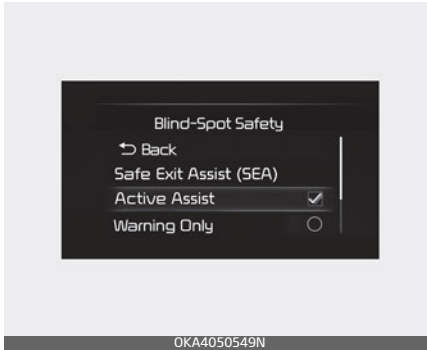 Blind-Spot Safety
Back
Safe Exit Assist (SEA)
Active Assist
Warning Only
OKA4050549N